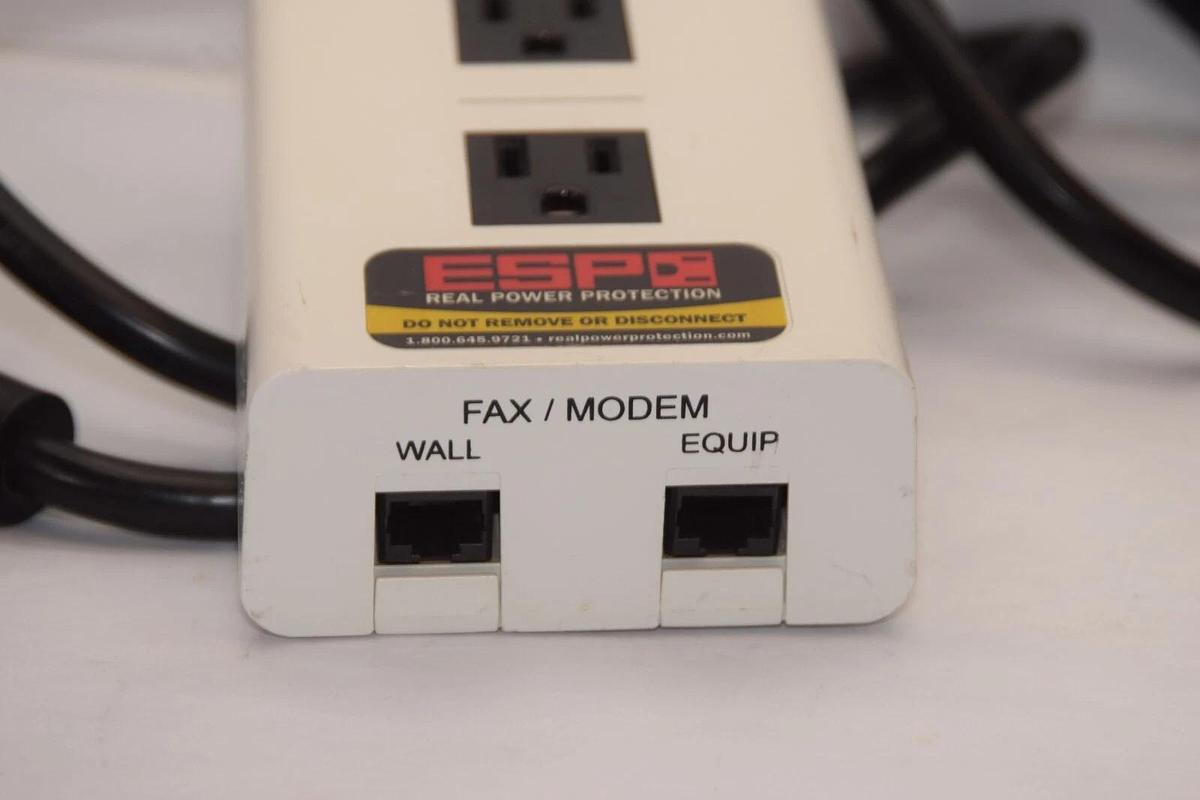 ESP
REAL POWER PROTECTION
DO NOT REMOVE OR DISCONNECT
1.800.645.9721 • realpowerprotection.com
FAX / MODEM
WALL EQUIP